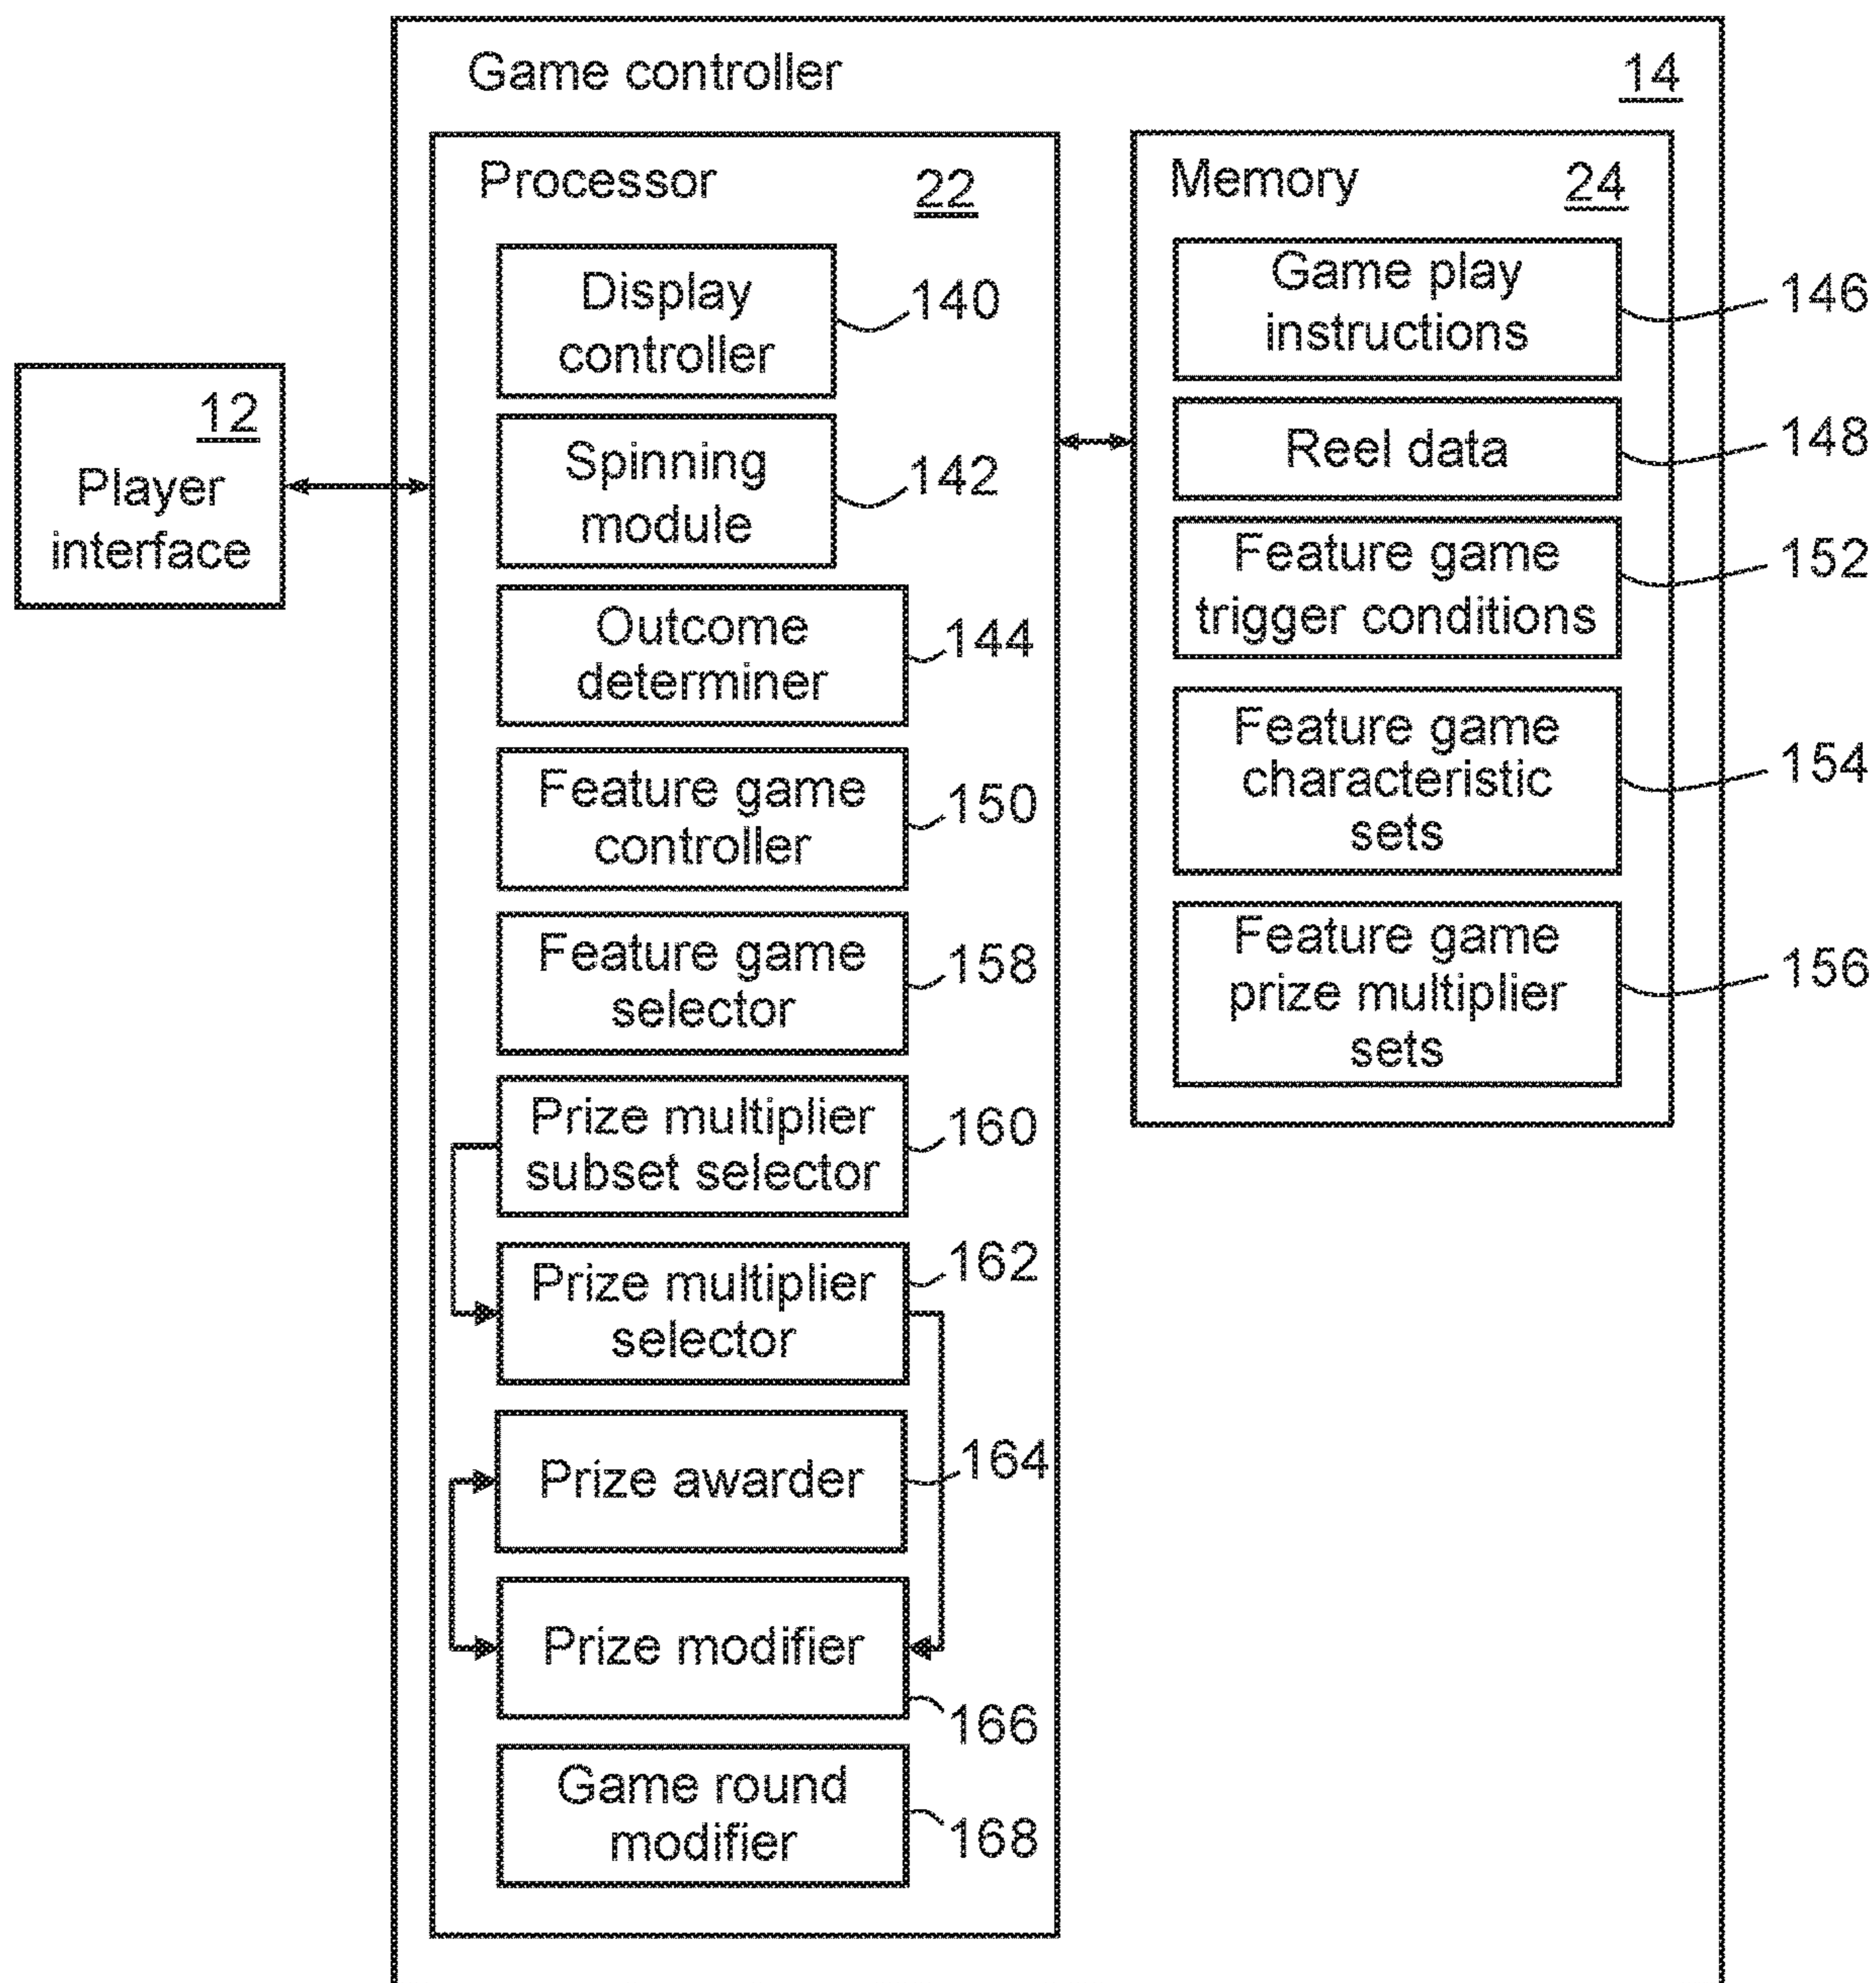 Game controller
14
Processor
22
Display
controller
140
Spinning
module
142
Outcome
determiner
144
Feature game
controller
150
Feature game
selector
158
Prize multiplier
subset selector
160
Prize multiplier
selector
162
Prize awarder
164
Prize modifier
166
Game round
modifier
168
Memory
24
Game play
instructions
146
Reel data
148
Feature game
trigger conditions
152
Feature game
characteristic
sets
154
Feature game
prize multiplier
sets
156
12
Player
interface